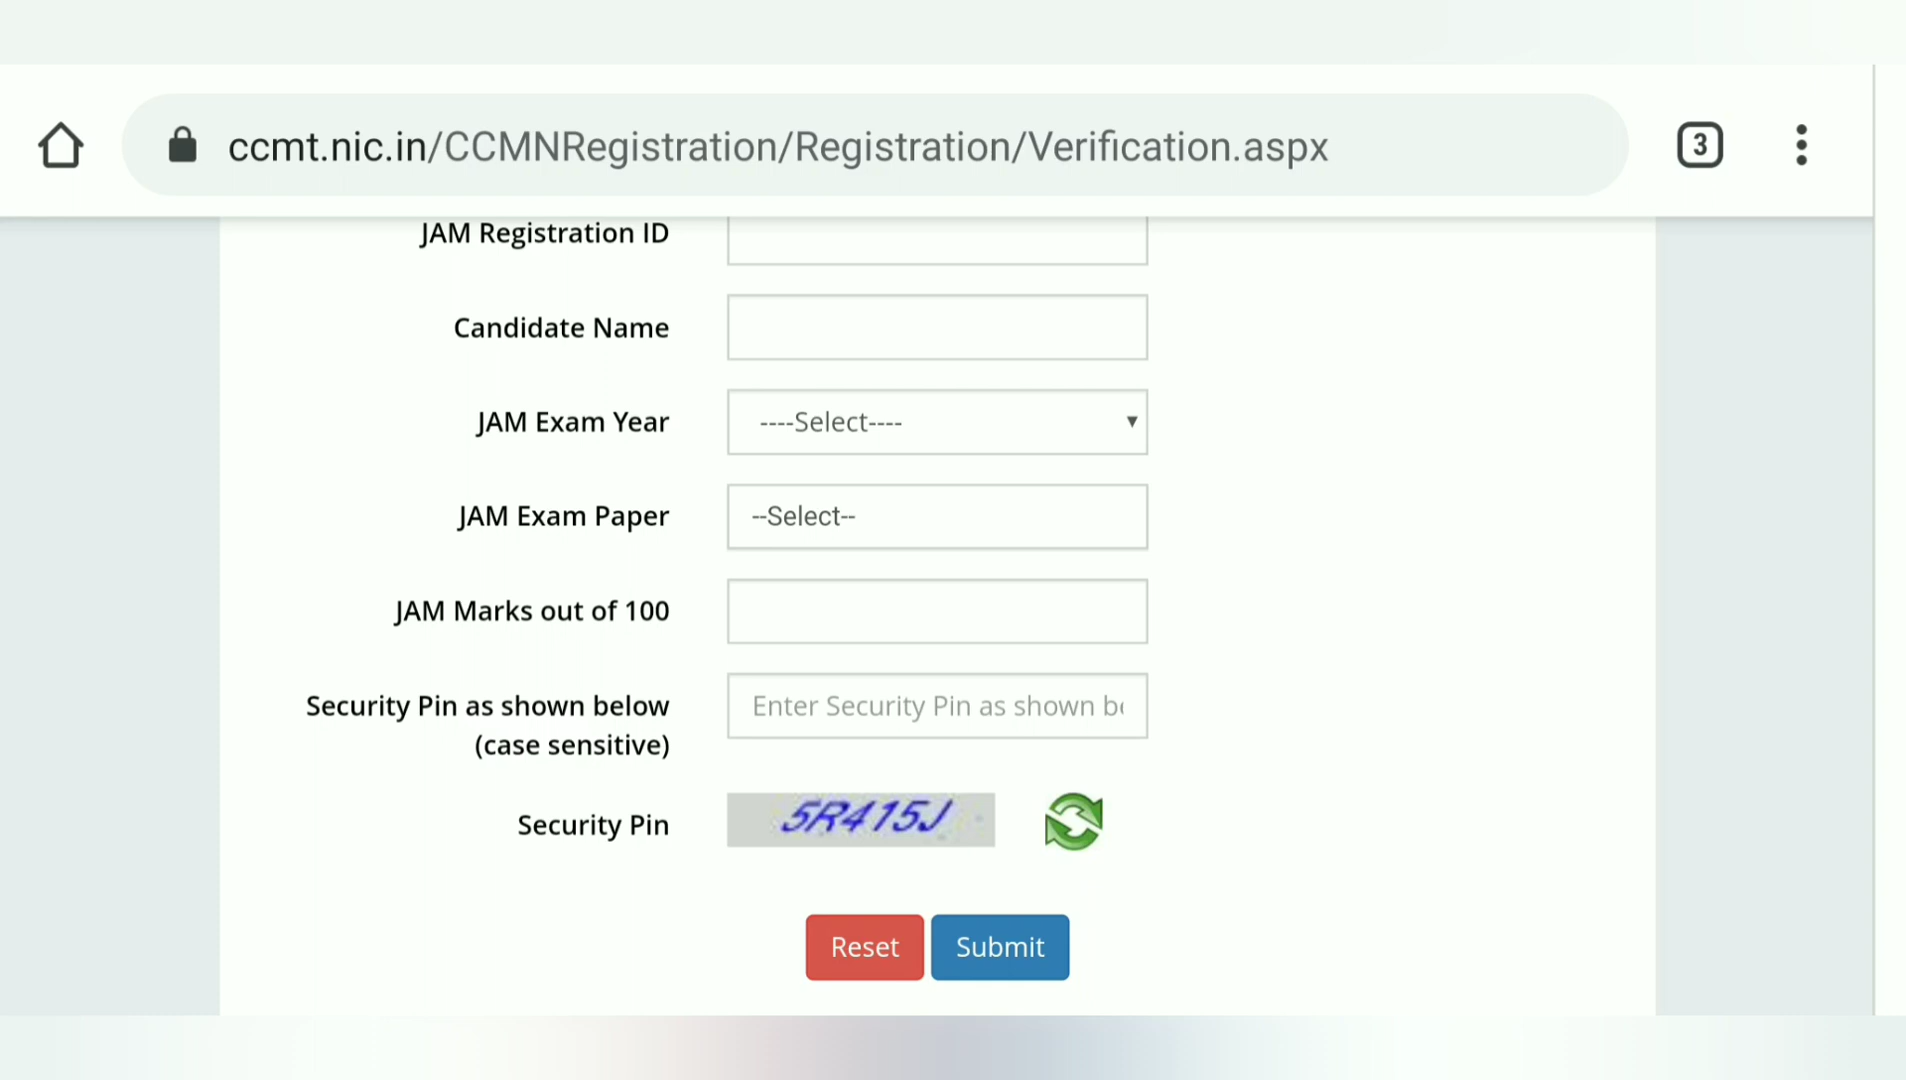 ccmt.nic.in/CCMNRegistration/Registration/Verification.aspx
3
JAM Registration ID
Candidate Name
JAM Exam Year
----Select----
JAM Exam Paper
--Select--
JAM Marks out of 100
Security Pin as shown below
(case sensitive)
Enter Security Pin as shown be
Security Pin
5R415J
Reset
Submit